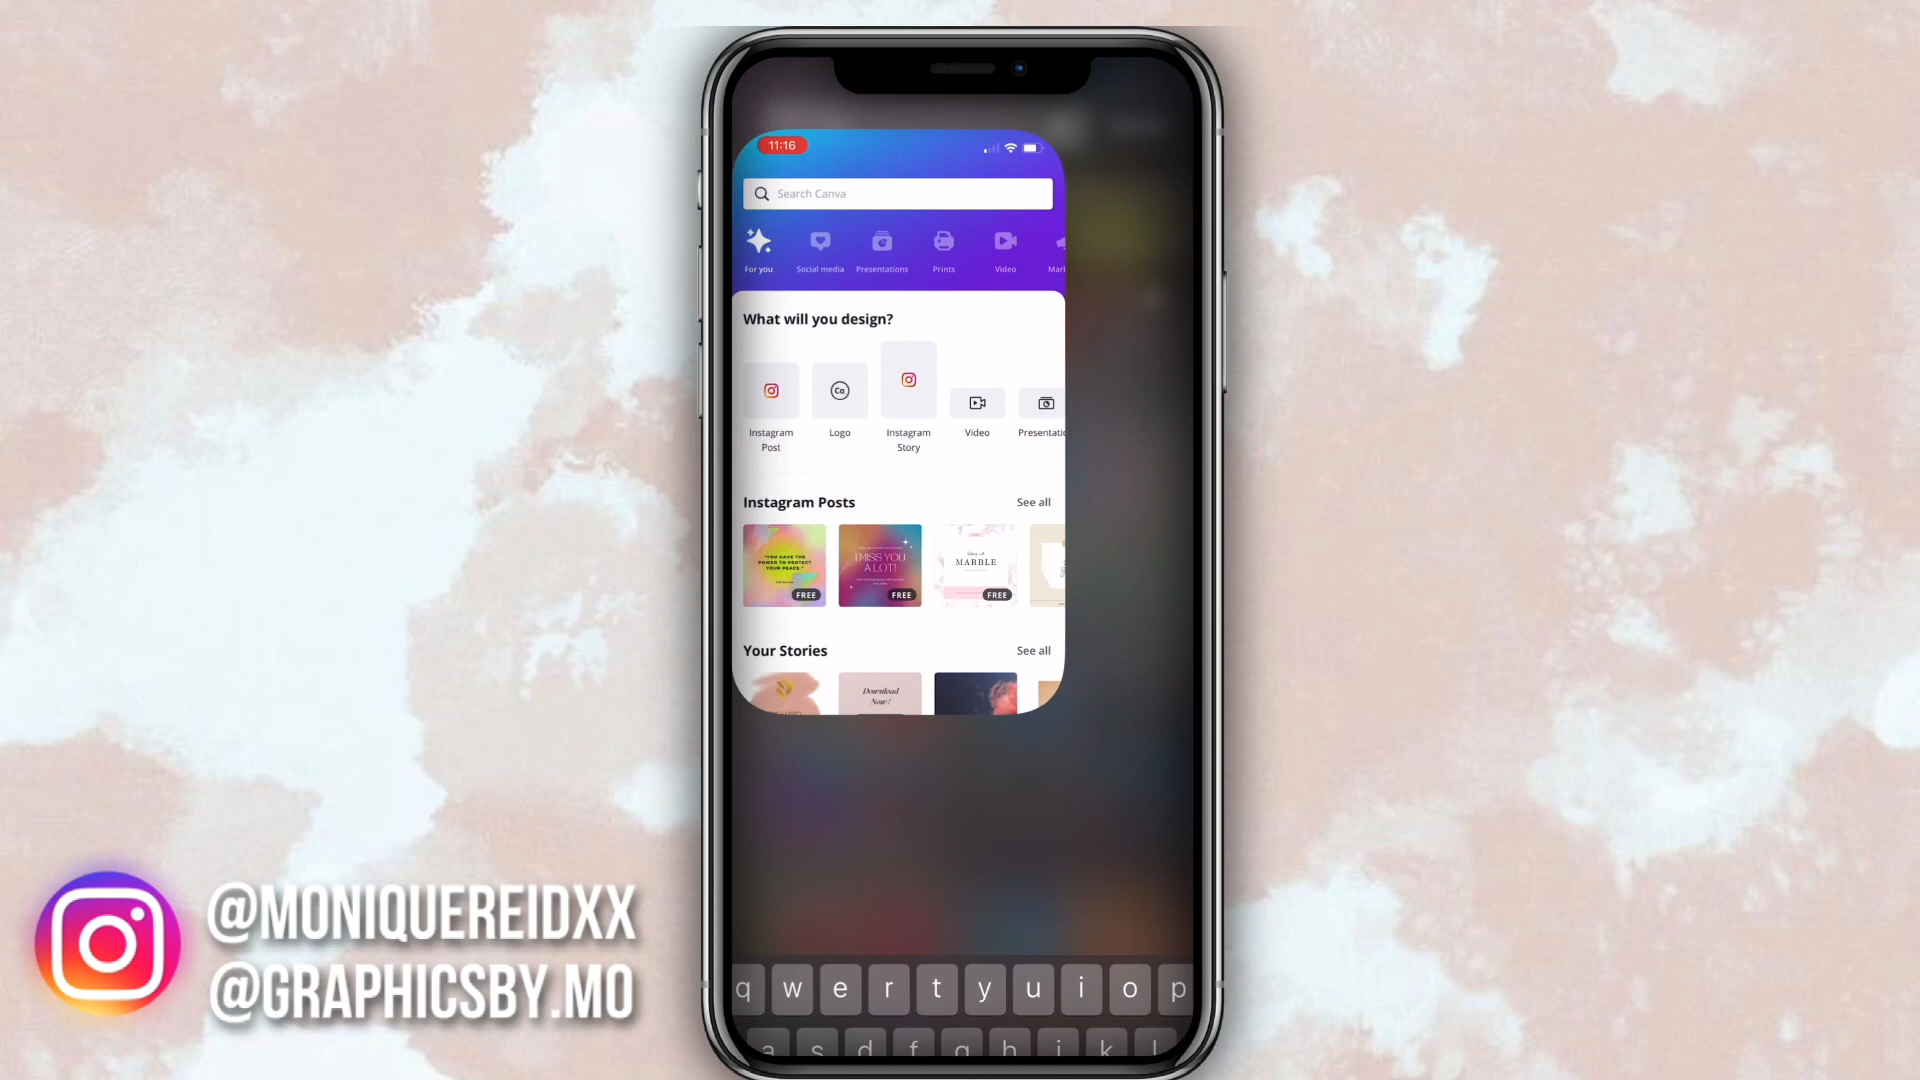 11:16
Search Canva
For you
Social media
Presentations
Prints
Video
What will you design?
Co.
Instagram
Post
Logo
Instagram
Story
Video
Instagram Posts
See all
"YOU HAVE THE
POWER TO PROTECT
YOUR PEACE."
FREE
I MISS YOU
A LOT!
FREE
MARBLE
FREE
Your Stories
See all
Download
Now!
@MONIQUEREIDXX
@GRAPHICSBY.MO
q w e r t y u i o p
a s d f g h j k l